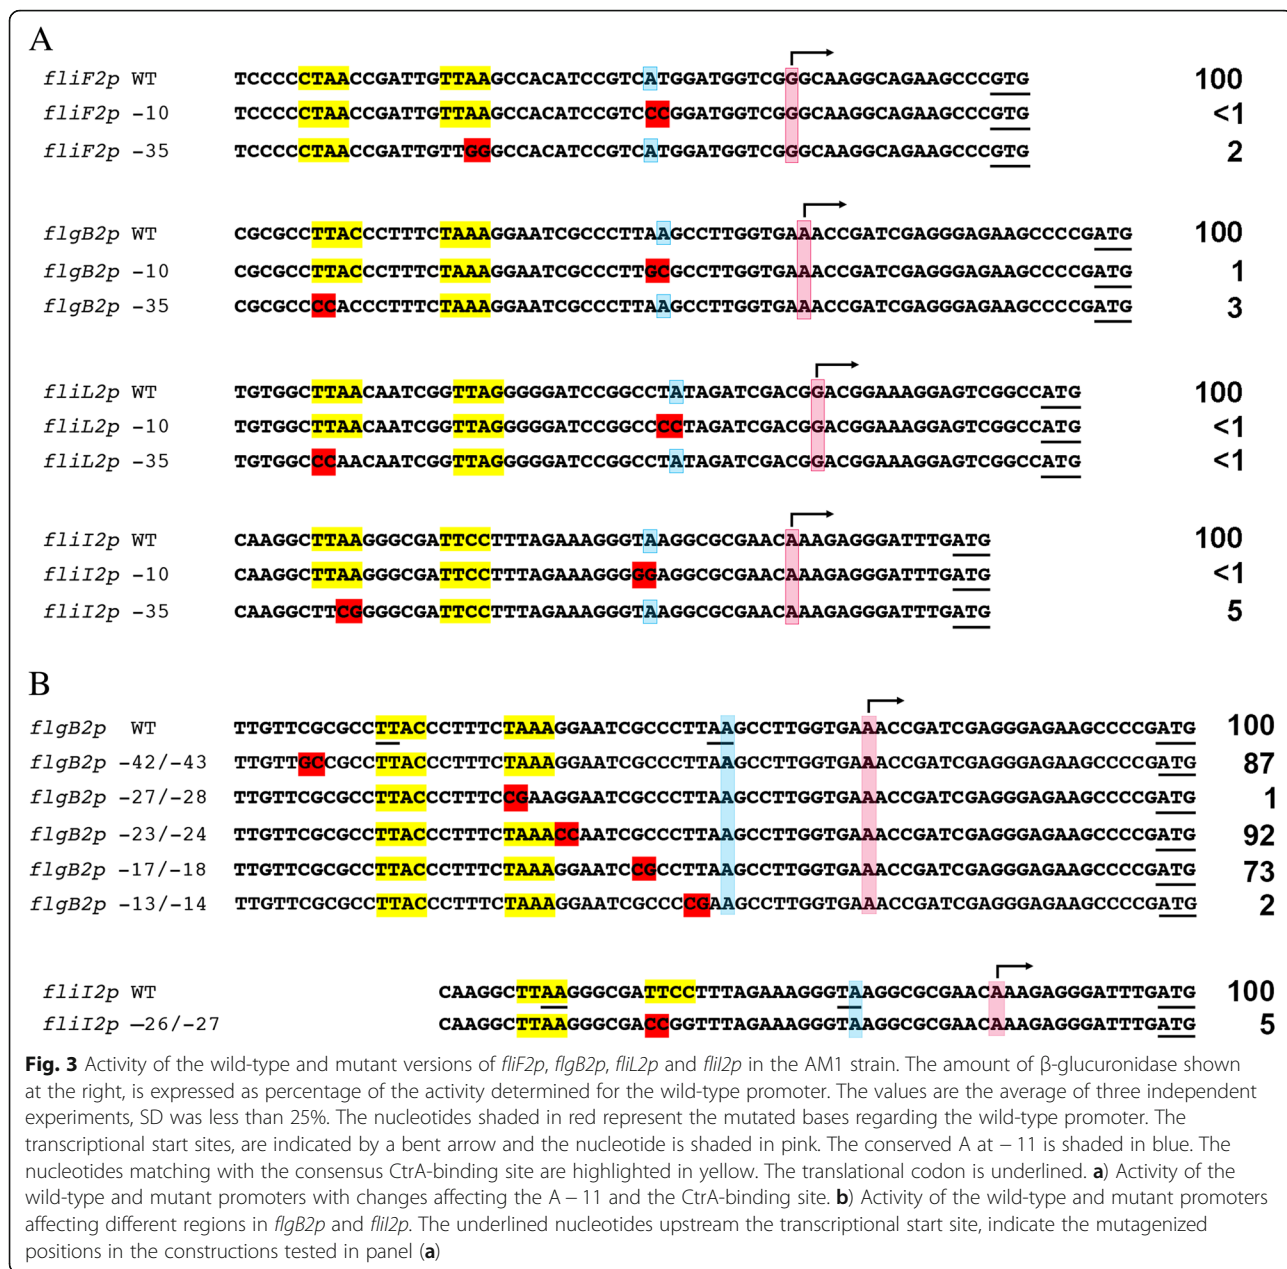 A
fliF2p WT TCCCCCTAACCGATTGTTAAGCCACATCCGTCATGGATGGTCGGGCAAGGCAGAAGCCCGTG 100
fliF2p -10 TCCCCCTAACCGATTGTTAAGCCACATCCGTCCCGGATGGTCGGGCAAGGCAGAAGCCCGTG <1
fliF2p -35 TCCCCCTAACCGATTGTTGGGCCACATCCGTCATGGATGGTCGGGCAAGGCAGAAGCCCGTG 2
flgB2p WT CGCGCCTTACCCTTTCTAAAGGAATCGCCCTTAAGCCTTGGTGAAACCGATCGAGGGAGAAGCCCCGATG 100
flgB2p -10 CGCGCCTTACCCTTTCTAAAGGAATCGCCCTTGCGCCTTGGTGAAACCGATCGAGGGAGAAGCCCCGATG 1
flgB2p -35 CGCGCCCCACCCTTTCTAAAGGAATCGCCCTTAAGCCTTGGTGAAACCGATCGAGGGAGAAGCCCCGATG 3
fliL2p WT TGTGGCTTAACAATCGGTTAGGGGGATCCGGCCTATAGATCGACGGACGGAAAGGAGTCGGCCATG 100
fliL2p -10 TGTGGCTTAACAATCGGTTAGGGGGATCCGGCCCCTAGATCGACGGACGGAAAGGAGTCGGCCATG <1
fliL2p -35 TGTGGCCCAACAATCGGTTAGGGGGATCCGGCCTATAGATCGACGGACGGAAAGGAGTCGGCCATG <1
fliI2p WT CAAGGCTTAAGGGCGATTCCTTTAGAAAGGGTAAGGCGCGAACAAAGAGGGATTTGATG 100
fliI2p -10 CAAGGCTTAAGGGCGATTCCTTTAGAAAGGGGGAGGCGCGAACAAAGAGGGATTTGATG <1
fliI2p -35 CAAGGCTTCGGGGCGATTCCTTTAGAAAGGGTAAGGCGCGAACAAAGAGGGATTTGATG 5
B
flgB2p WT TTGTTCGCGCCTTACCCTTTCTAAAGGAATCGCCCTTAAGCCTTGGTGAAACCGATCGAGGGAGAAGCCCCGATG 100
flgB2p -42/-43 TTGTTGCCGCCTTACCCTTTCTAAAGGAATCGCCCTTAAGCCTTGGTGAAACCGATCGAGGGAGAAGCCCCGATG 87
flgB2p -27/-28 TTGTTCGCGCCTTACCCTTTCCGAAGGAATCGCCCTTAAGCCTTGGTGAAACCGATCGAGGGAGAAGCCCCGATG 1
flgB2p -23/-24 TTGTTCGCGCCTTACCCTTTCTAAACCAATCGCCCTTAAGCCTTGGTGAAACCGATCGAGGGAGAAGCCCCGATG 92
flgB2p -17/-18 TTGTTCGCGCCTTACCCTTTCTAAAGGAATCCGCCTTAAGCCTTGGTGAAACCGATCGAGGGAGAAGCCCCGATG 73
flgB2p -13/-14 TTGTTCGCGCCTTACCCTTTCTAAAGGAATCGCCCCGAAGCCTTGGTGAAACCGATCGAGGGAGAAGCCCCGATG 2
fliI2p WT CAAGGCTTAAGGGCGATTCCTTTAGAAAGGGTAAGGCGCGAACAAAGAGGGATTTGATG 100
fliI2p –26/-27 CAAGGCTTAAGGGCGACCGGTTTAGAAAGGGTAAGGCGCGAACAAAGAGGGATTTGATG 5
Fig. 3 Activity of the wild-type and mutant versions of fliF2p, flgB2p, fliL2p and fliI2p in the AM1 strain. The amount of β-glucuronidase shown
at the right, is expressed as percentage of the activity determined for the wild-type promoter. The values are the average of three independent
experiments, SD was less than 25%. The nucleotides shaded in red represent the mutated bases regarding the wild-type promoter. The
transcriptional start sites, are indicated by a bent arrow and the nucleotide is shaded in pink. The conserved A at − 11 is shaded in blue. The
nucleotides matching with the consensus CtrA-binding site are highlighted in yellow. The translational codon is underlined. a) Activity of the
wild-type and mutant promoters with changes affecting the A − 11 and the CtrA-binding site. b) Activity of the wild-type and mutant promoters
affecting different regions in flgB2p and fliI2p. The underlined nucleotides upstream the transcriptional start site, indicate the mutagenized
positions in the constructions tested in panel (a)